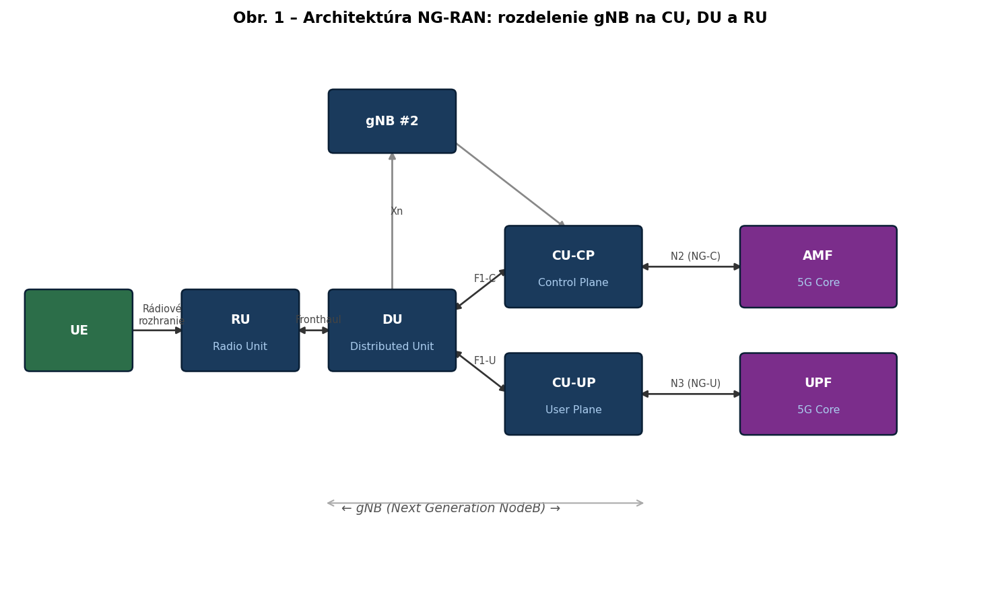 Obr. 1 – Architektúra NG-RAN: rozdelenie gNB na CU, DU a RU
gNB #2
Xn
CU-CP
Control Plane
N2 (NG-C)
AMF
5G Core
F1-C
UE
Rádiové
rozhranie
RU
Radio Unit
Fronthaul
DU
Distributed Unit
F1-U
CU-UP
User Plane
N3 (NG-U)
UPF
5G Core
← gNB (Next Generation NodeB) →